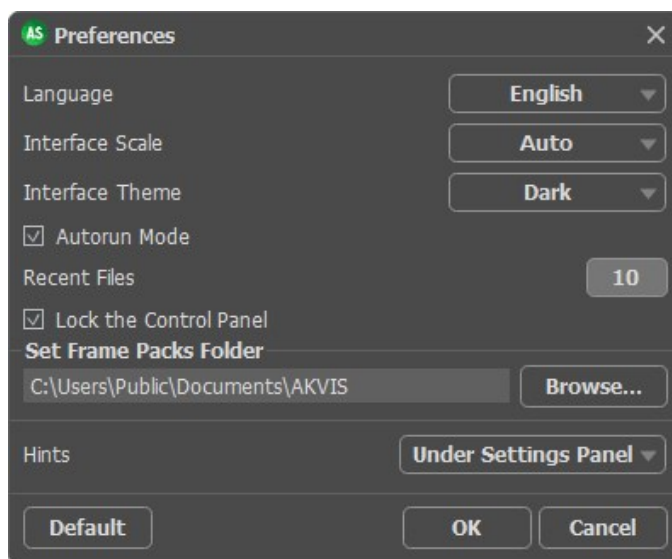 AS Preferences
Language English
Interface Scale Auto
Interface Theme Dark
Autorun Mode
Recent Files 10
Lock the Control Panel
Set Frame Packs Folder
C:\Users\Public\Documents\AKVIS Browse...
Hints Under Settings Panel
Default OK Cancel